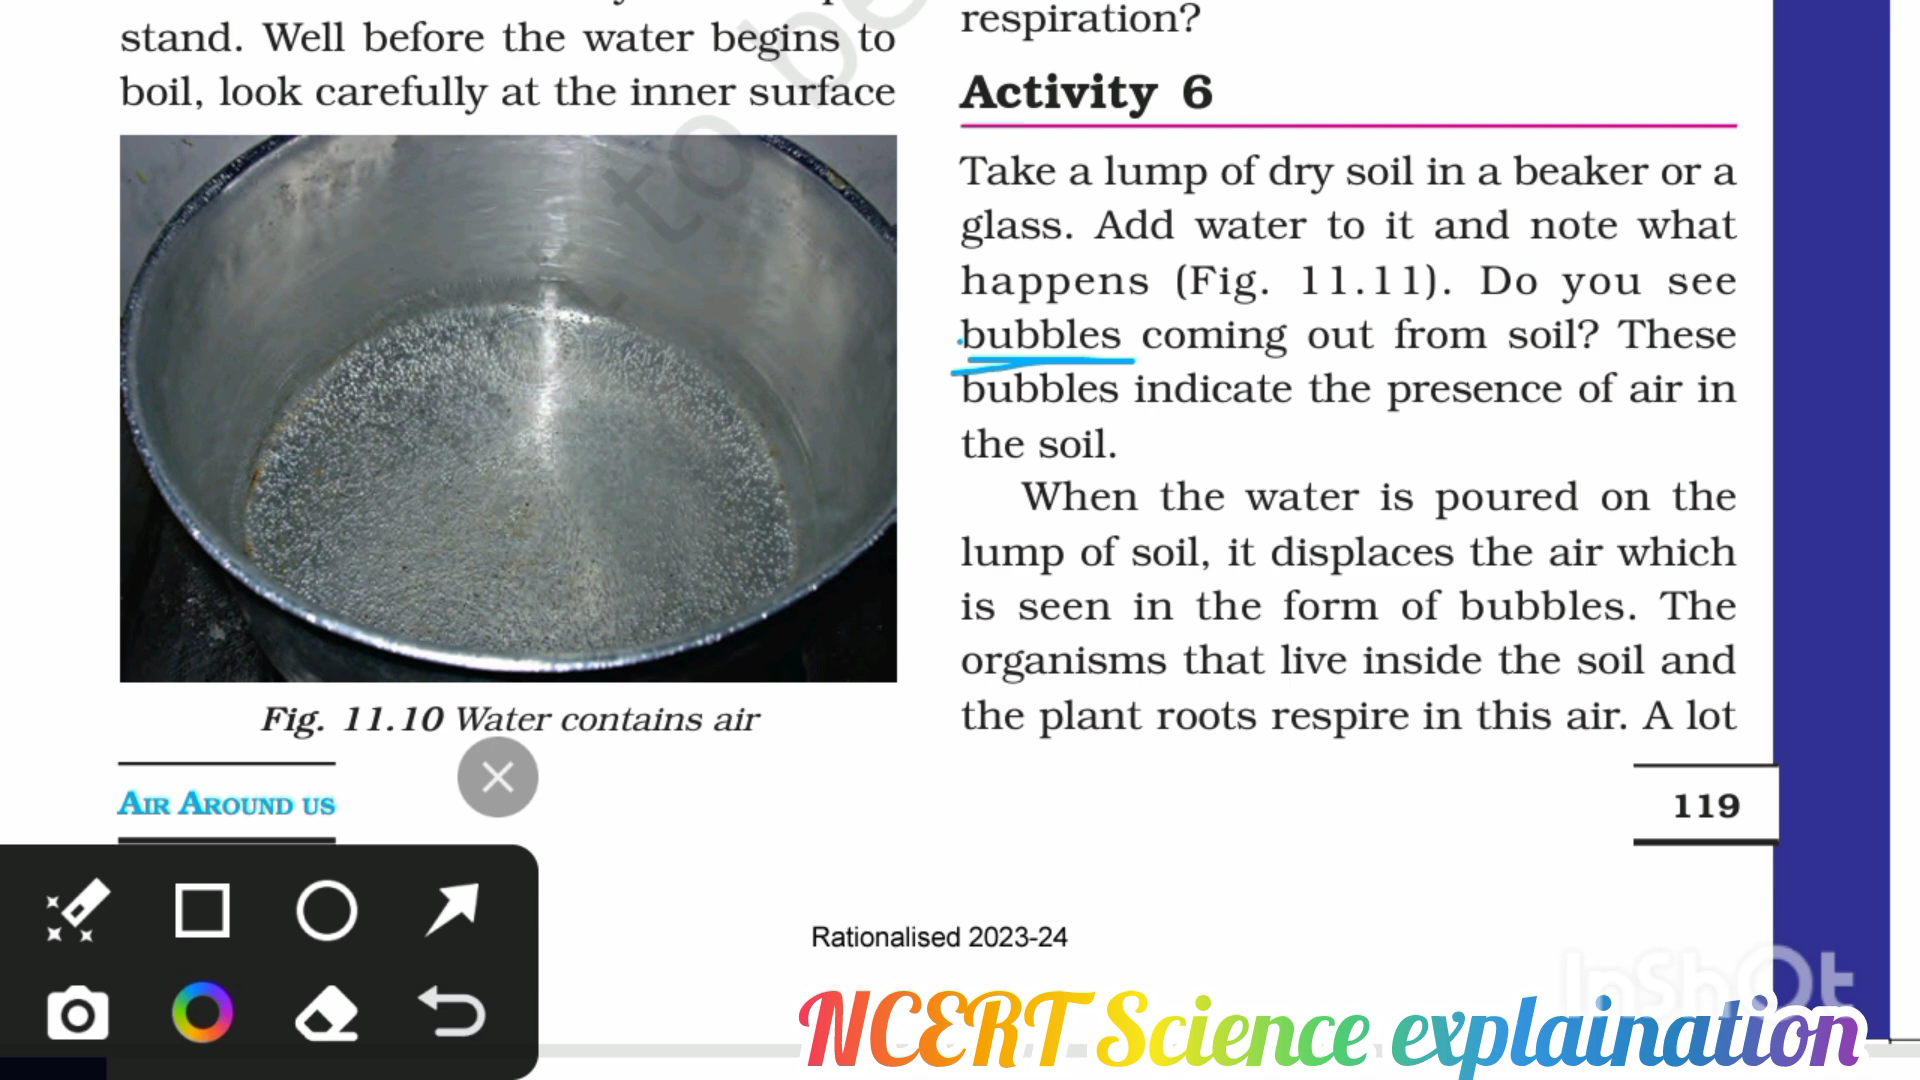 stand. Well before the water begins to
boil, look carefully at the inner surface
Fig. 11.10 Water contains air
AIR AROUND US
respiration?
Activity 6
Take a lump of dry soil in a beaker or a
glass. Add water to it and note what
happens (Fig. 11.11). Do you see
bubbles coming out from soil? These
bubbles indicate the presence of air in
the soil.
When the water is poured on the
lump of soil, it displaces the air which
is seen in the form of bubbles. The
organisms that live inside the soil and
the plant roots respire in this air. A lot
119
Rationalised 2023-24
InShOt
NCERT Science explaination